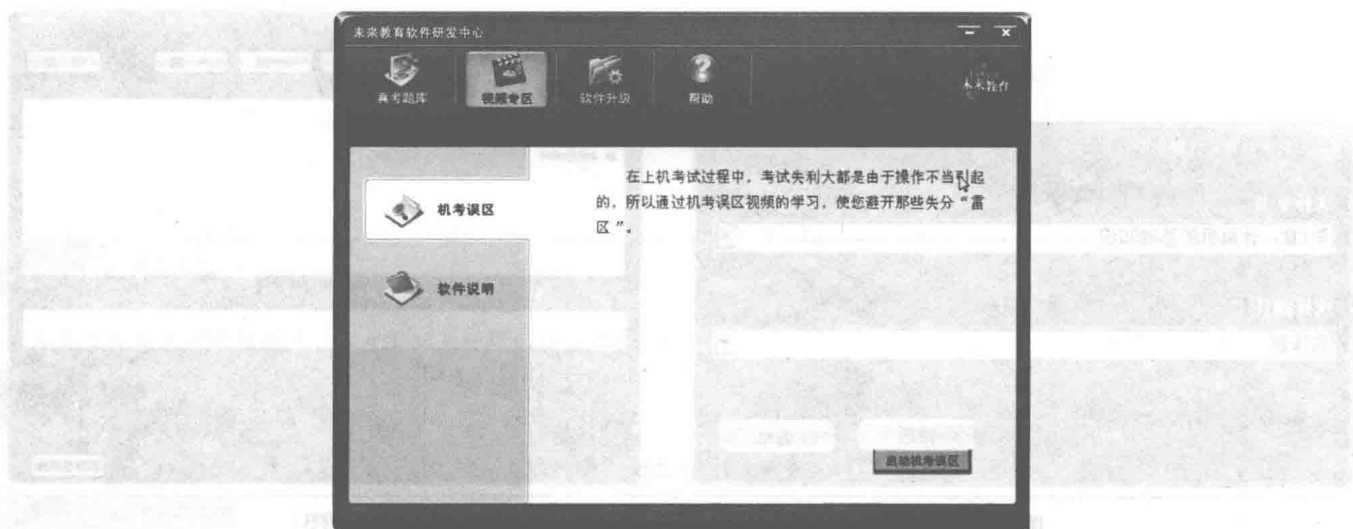 未来教育软件研发中心
真考题库 视频专区 软件升级 帮助
未来教育
在上机考试过程中，考试失利大都是由于操作不当引起
的，所以通过机考误区视频的学习，使您避开那些失分“雷
区”。
机考误区
软件说明
启动机考误区